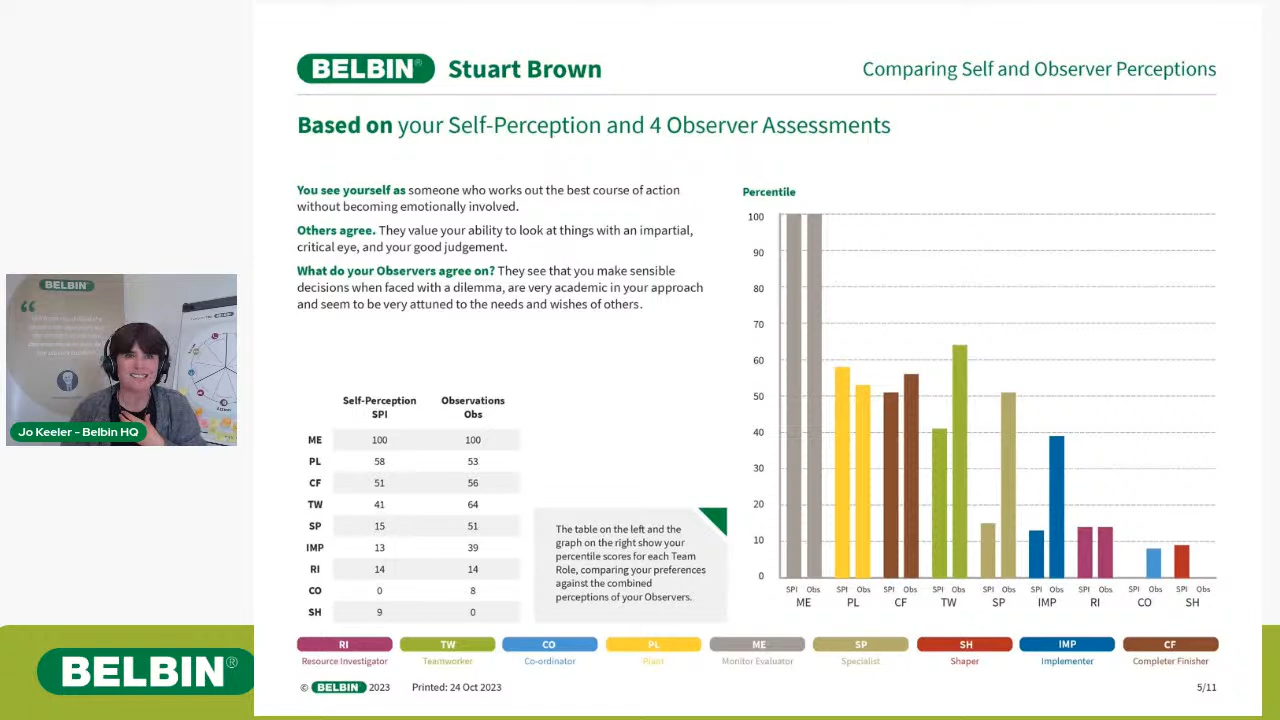 BELBIN® Stuart Brown
Comparing Self and Observer Perceptions
Based on your Self-Perception and 4 Observer Assessments
You see yourself as someone who works out the best course of action
without becoming emotionally involved.
Others agree. They value your ability to look at things with an impartial,
critical eye, and your good judgement.
What do your Observers agree on? They see that you make sensible
decisions when faced with a dilemma, are very academic in your approach
and seem to be very attuned to the needs and wishes of others.
Self-Perception Observations
SPI Obs
ME 100 100
PL 58 53
CF 51 56
TW 41 64
SP 15 51
IMP 13 39
RI 14 14
CO 0 8
SH 9 0
The table on the left and the
graph on the right show your
percentile scores for each Team
Role, comparing your preferences
against the combined
perceptions of your Observers.
Percentile
100
90
80
70
60
50
40
30
20
10
0
SPI Obs SPI Obs SPI Obs SPI Obs SPI Obs SPI Obs SPI Obs SPI Obs SPI Obs
ME PL CF TW SP IMP RI CO SH
RI TW CO PL ME SP SH IMP CF
Resource Investigator Teamworker Co-ordinator Plant Monitor Evaluator Specialist Shaper Implementer Completer Finisher
© BELBIN 2023 Printed: 24 Oct 2023
5/11
BELBIN
Jo Keeler - Belbin HQ
BELBIN®